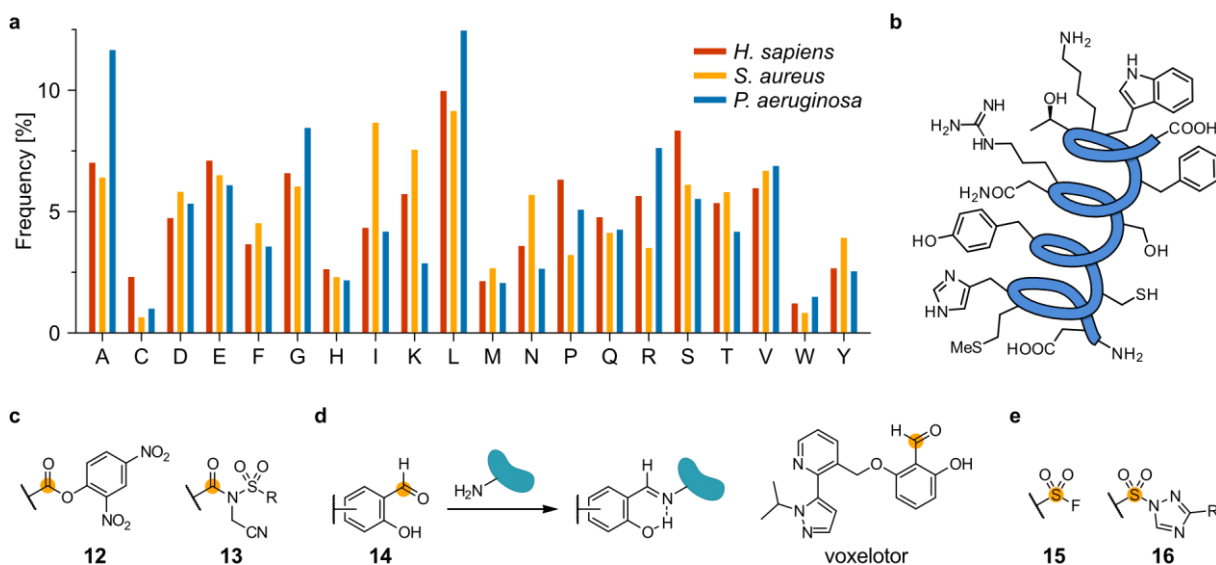 a
H. sapiens
S. aureus
P. aeruginosa
Frequency [%]
10
5
0
A C D E F G H I K L M N P Q R S T V W Y
b
NH2
H
N
OH
COOH
NH
H2N
HN
H2NOC
HO
OH
N
HN
SH
MeS
HOOC
NH2
c
O
O
NO2
NO2
12
O
O O
N S R
CN
13
d
H
O
OH
14
H2N
H
N
O H
H
O
N
O
OH
N
N
voxelotor
e
O O
S
F
15
O O
S
N N
N
R
16